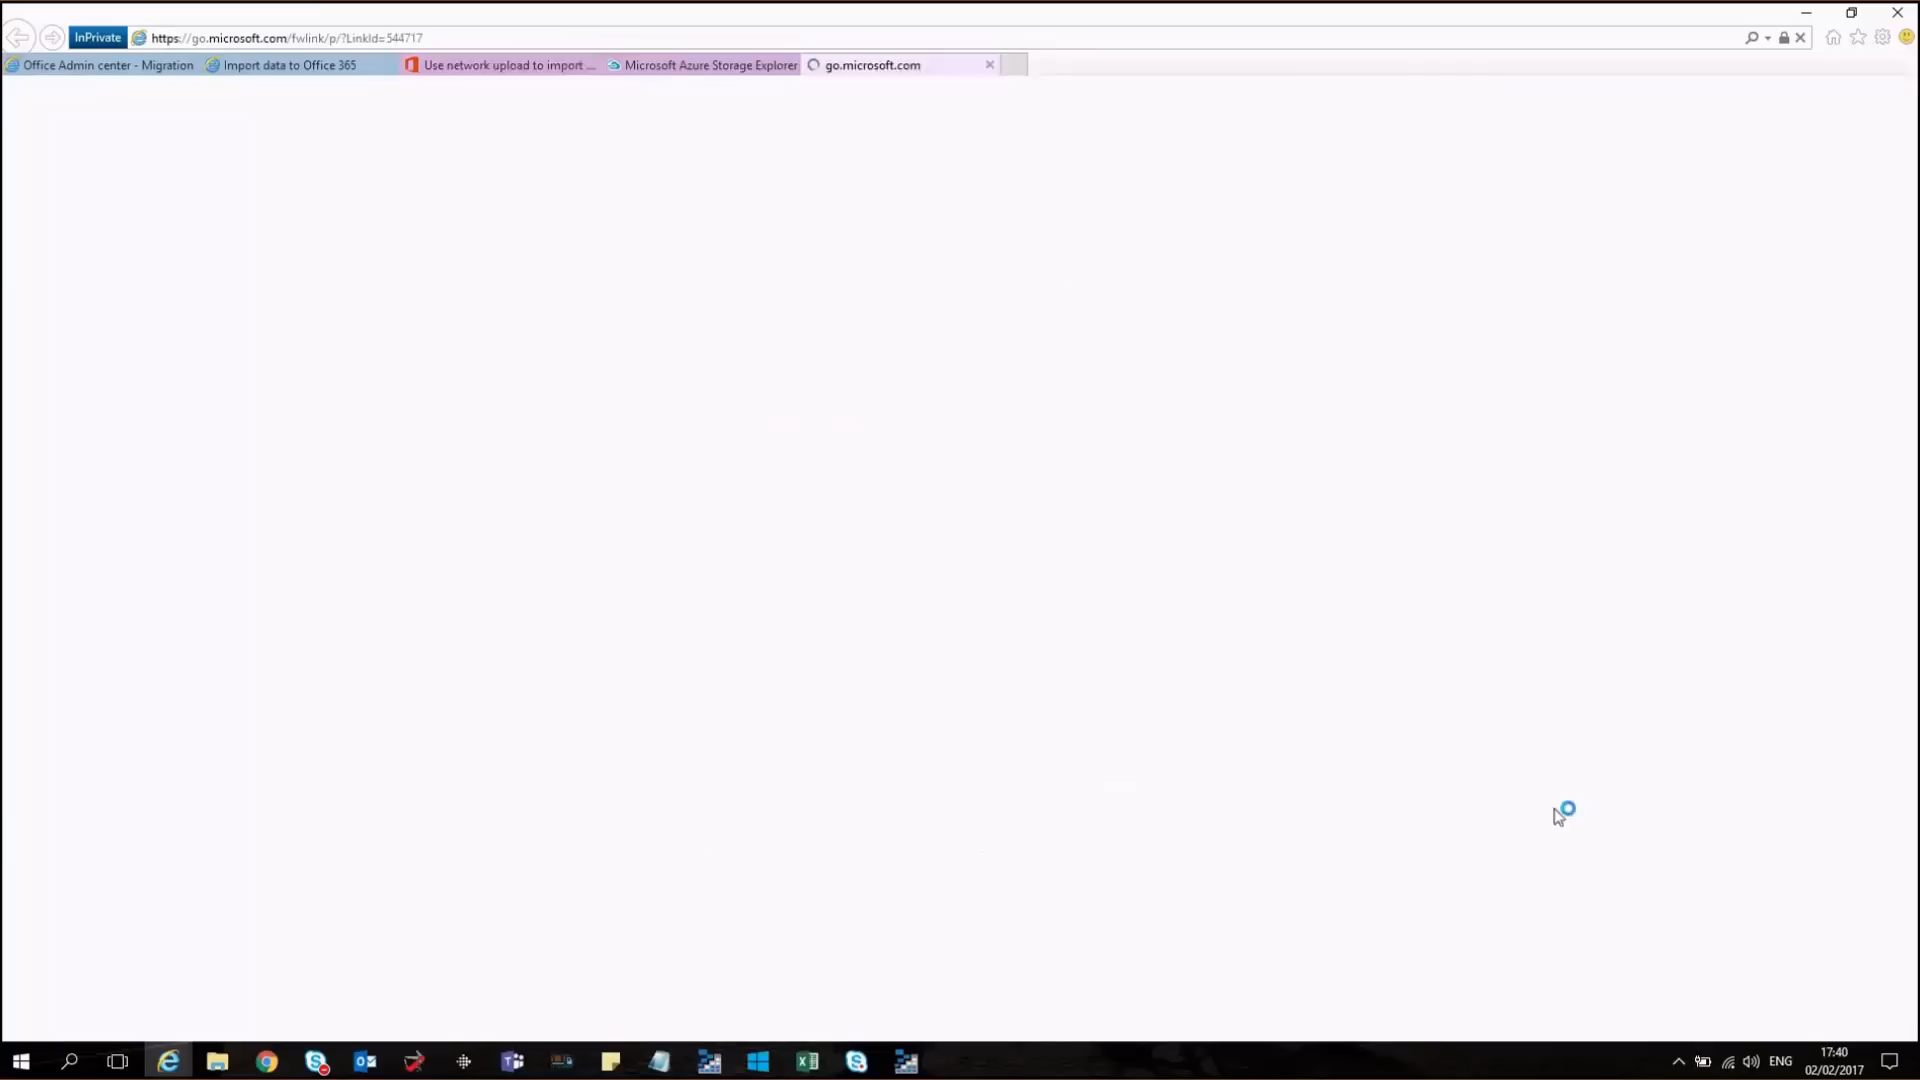 InPrivate https://go.microsoft.com/fwlink/p/?LinkId=544717
Office Admin center - Migration Import data to Office 365 Use network upload to import ... Microsoft Azure Storage Explorer go.microsoft.com
ENG 17:40
02/02/2017